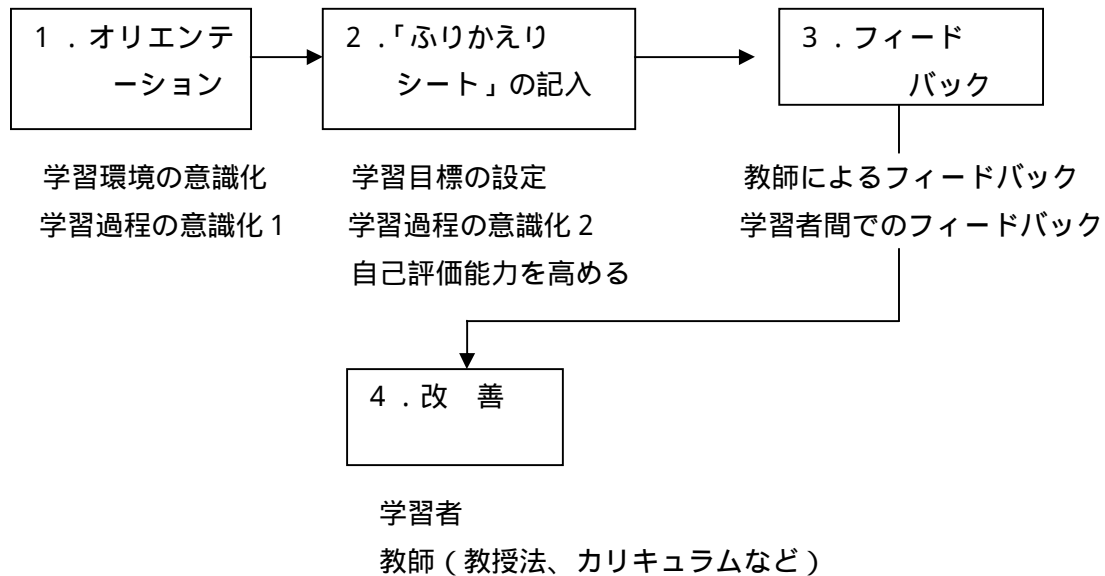 1．オリエンテ
ーション
2．「ふりかえり
シート」の記入
3．フィード
バック
学習環境の意識化
学習過程の意識化1
学習目標の設定
学習過程の意識化2
自己評価能力を高める
教師によるフィードバック
学習者間でのフィードバック
4．改　善
学習者
教師（教授法、カリキュラムなど）